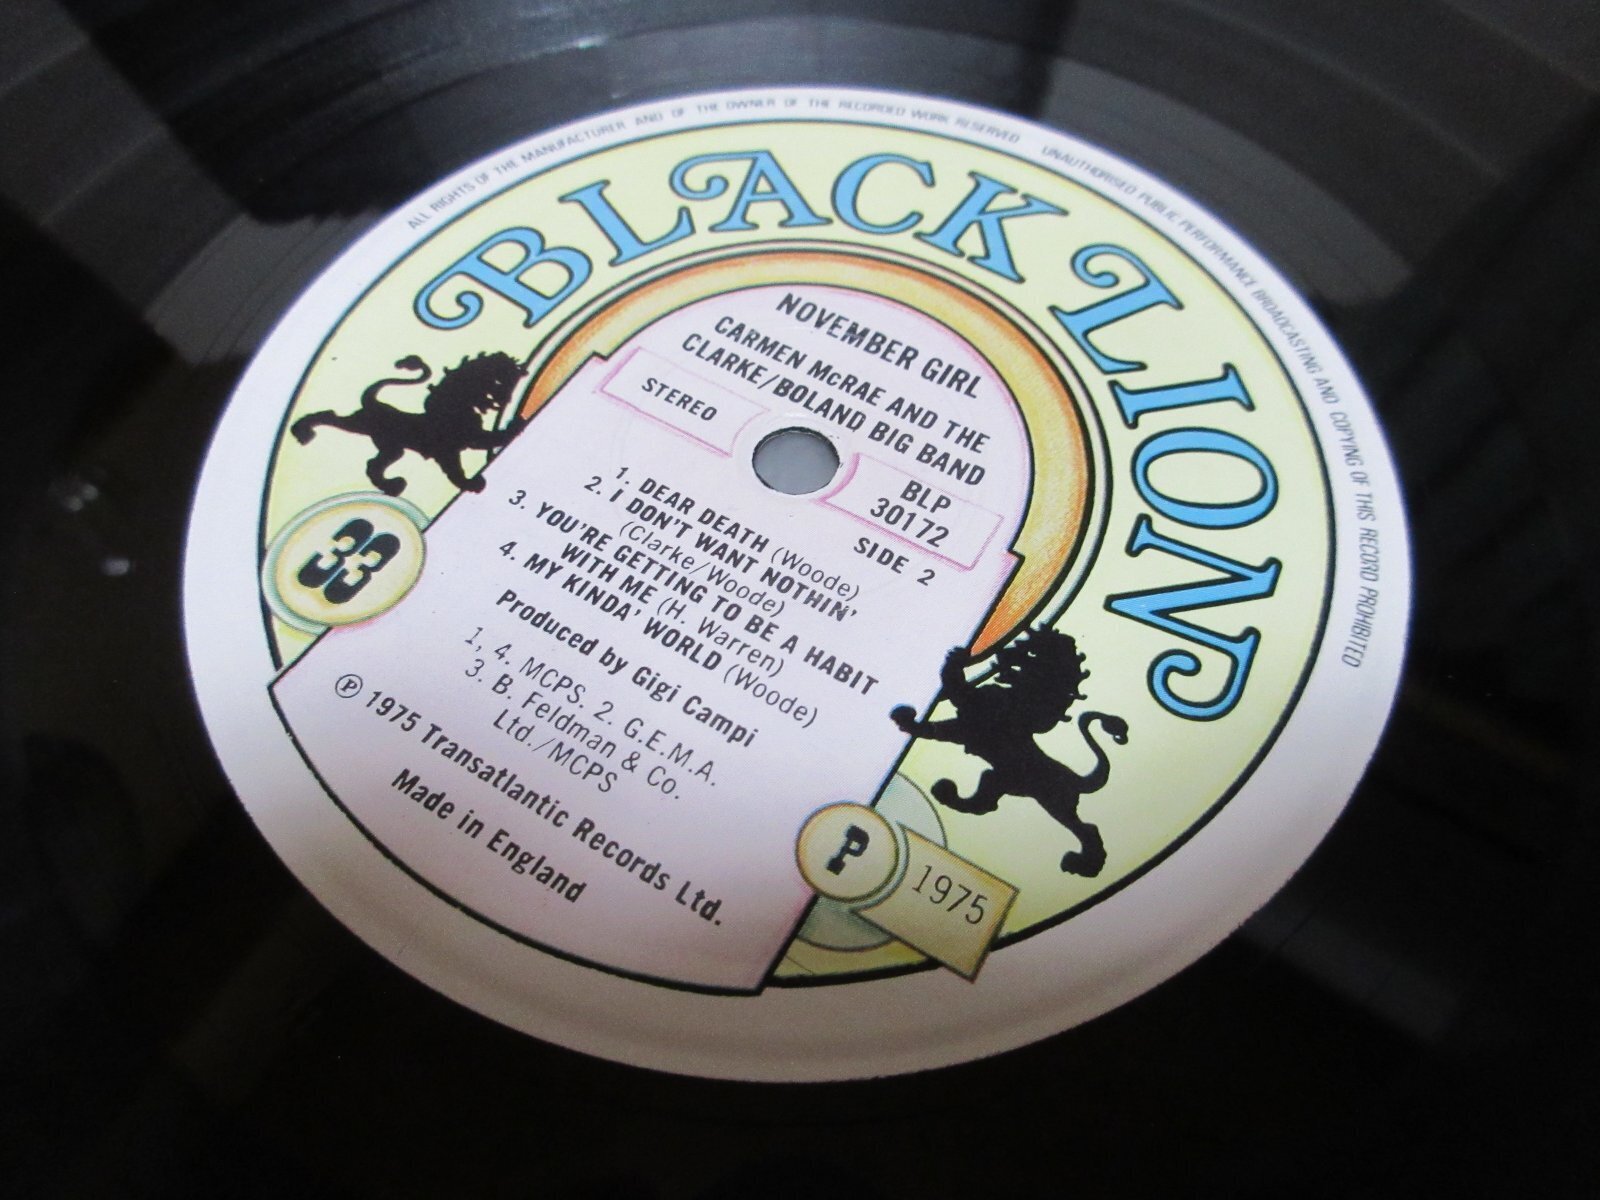 ALL RIGHTS OF THE MANUFACTURER AND OF THE OWNER OF THE RECORDED WORK RESERVED UNAUTHORISED PUBLIC PERFORMANCE BROADCASTING AND COPYING OF THIS RECORD PROHIBITED
BLACK LION
NOVEMBER GIRL
CARMEN McRAE AND THE
CLARKE/BOLAND BIG BAND
STEREO
BLP
30172
SIDE 2
1. DEAR DEATH (Woode)
2. I DON'T WANT NOTHIN'
(Clarke/Woode)
3. YOU'RE GETTING TO BE A HABIT
WITH ME (H. Warren)
4. MY KINDA' WORLD (Woode)
Produced by Gigi Campi
1, 4. MCPS. 2. G.E.M.A.
3. B. Feldman & Co.
Ltd./MCPS
℗ 1975 Transatlantic Records Ltd.
Made in England
33
P
1975